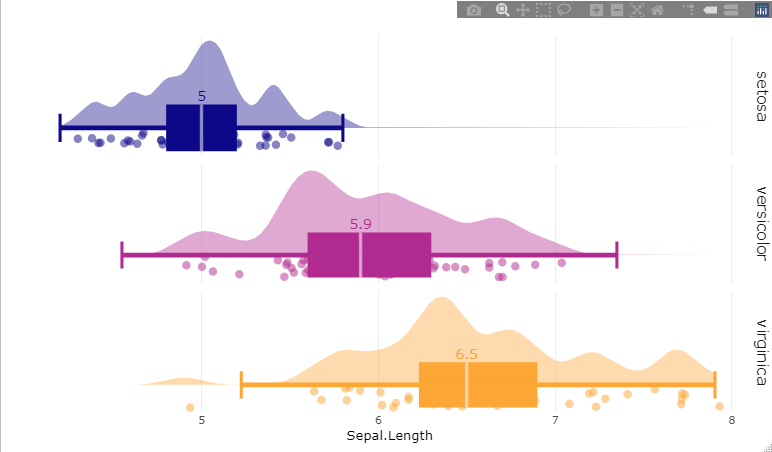 setosa
5
versicolor
5.9
virginica
6.5
5 6 7 8
Sepal.Length